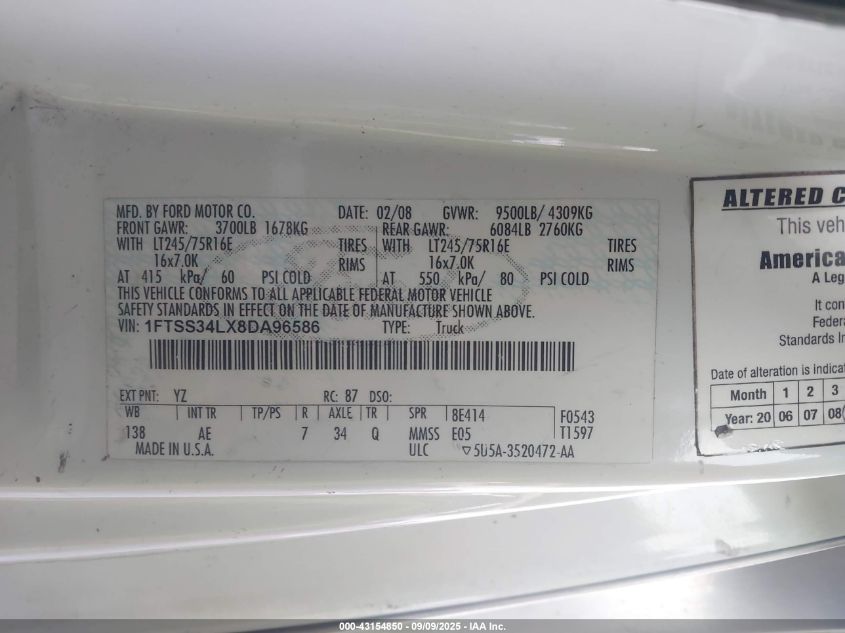 MFD. BY FORD MOTOR CO. DATE: 02/08 GVWR: 9500LB/ 4309KG
FRONT GAWR: 3700LB 1678KG REAR GAWR: 6084LB 2760KG
WITH LT245/75R16E TIRES WITH LT245/75R16E TIRES
16x7.0K RIMS 16x7.0K RIMS
AT 415 kPa/ 60 PSI COLD AT 550 kPa/ 80 PSI COLD
THIS VEHICLE CONFORMS TO ALL APPLICABLE FEDERAL MOTOR VEHICLE
SAFETY STANDARDS IN EFFECT ON THE DATE OF MANUFACTURE SHOWN ABOVE.
VIN: 1FTSS34LX8DA96586 TYPE: Truck
EXT PNT: YZ RC: 87 DSO:
WB INT TR TP/PS R AXLE TR SPR 8E414 F0543
138 AE 7 34 Q MMSS E05 T1597
MADE IN U.S.A. ULC ▽5U5A-3520472-AA
ALTERED C
This veh
America
A Leg
It con
Federa
Standards In
Date of alteration is indicat
Month 1 2 3
Year: 20 06 07 08/
000-43154850 - 09/09/2025 - IAA Inc.